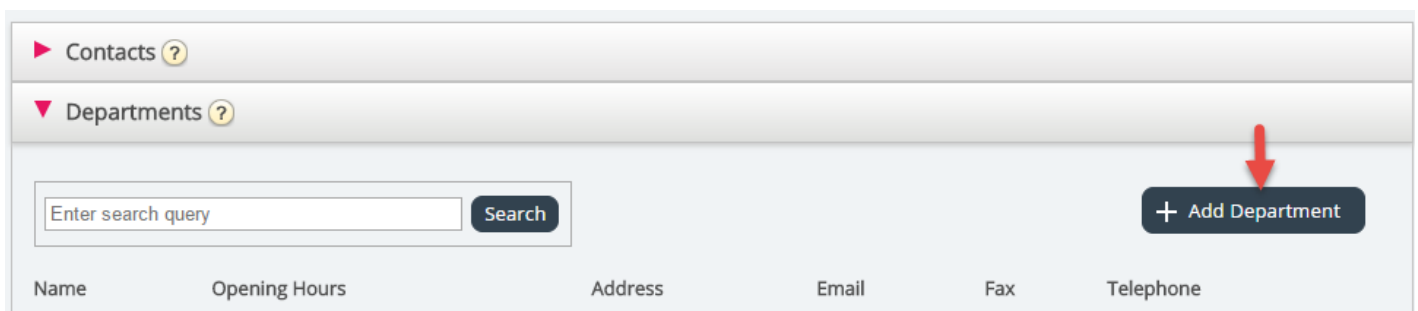 Contacts ?
Departments ?
Enter search query Search + Add Department
Name Opening Hours Address Email Fax Telephone